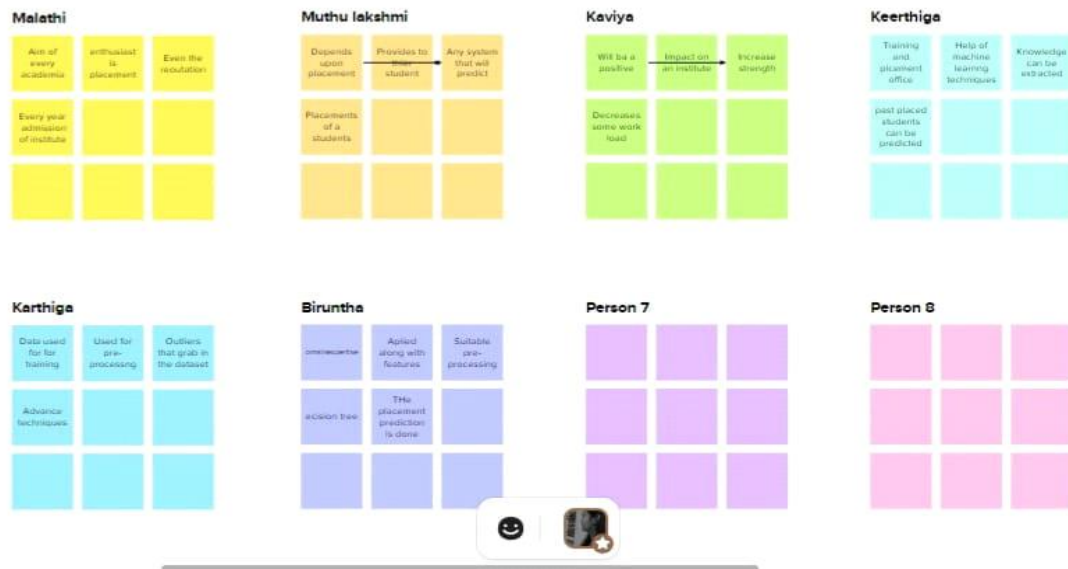 Malathi
Muthu lakshmi
Kaviya
Keerthiga
Aim of
every
academia
enthusiast
is
placement
Even the
reputation
Every year
admission
of institute
Depends
upon
placement
Provides to
thier
student
Any system
that will
predict
Placements
of a
students
Will be a
positive
Impact on
an institute
Increase
strength
Decreases
some work
load
Training
and
plcament
office
Help of
machine
learning
techniques
Knowledge
can be
extracted
past placed
students
can be
predicted
Karthiga
Biruntha
Person 7
Person 8
Data used
for for
training
Used for
pre-
processng
Outliers
that grab in
the dataset
Advance
techniques
Aplied
along with
features
Suitable
pre-
processing
ecision tree
THe
placement
prediction
is done